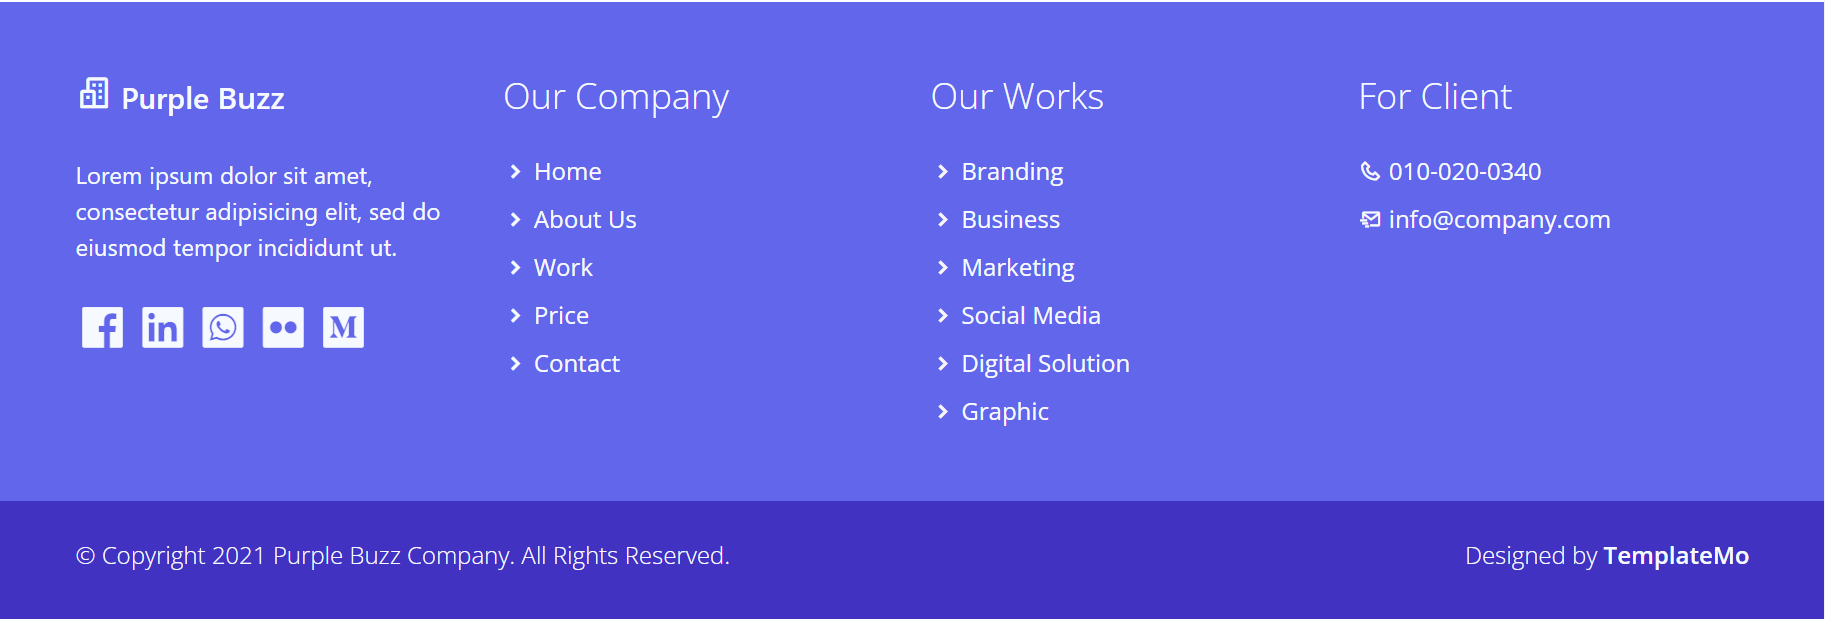 Purple Buzz
Lorem ipsum dolor sit amet,
consectetur adipisicing elit, sed do
eiusmod tempor incididunt ut.
Our Company
Home
About Us
Work
Price
Contact
Our Works
Branding
Business
Marketing
Social Media
Digital Solution
Graphic
For Client
010-020-0340
info@company.com
© Copyright 2021 Purple Buzz Company. All Rights Reserved.
Designed by TemplateMo